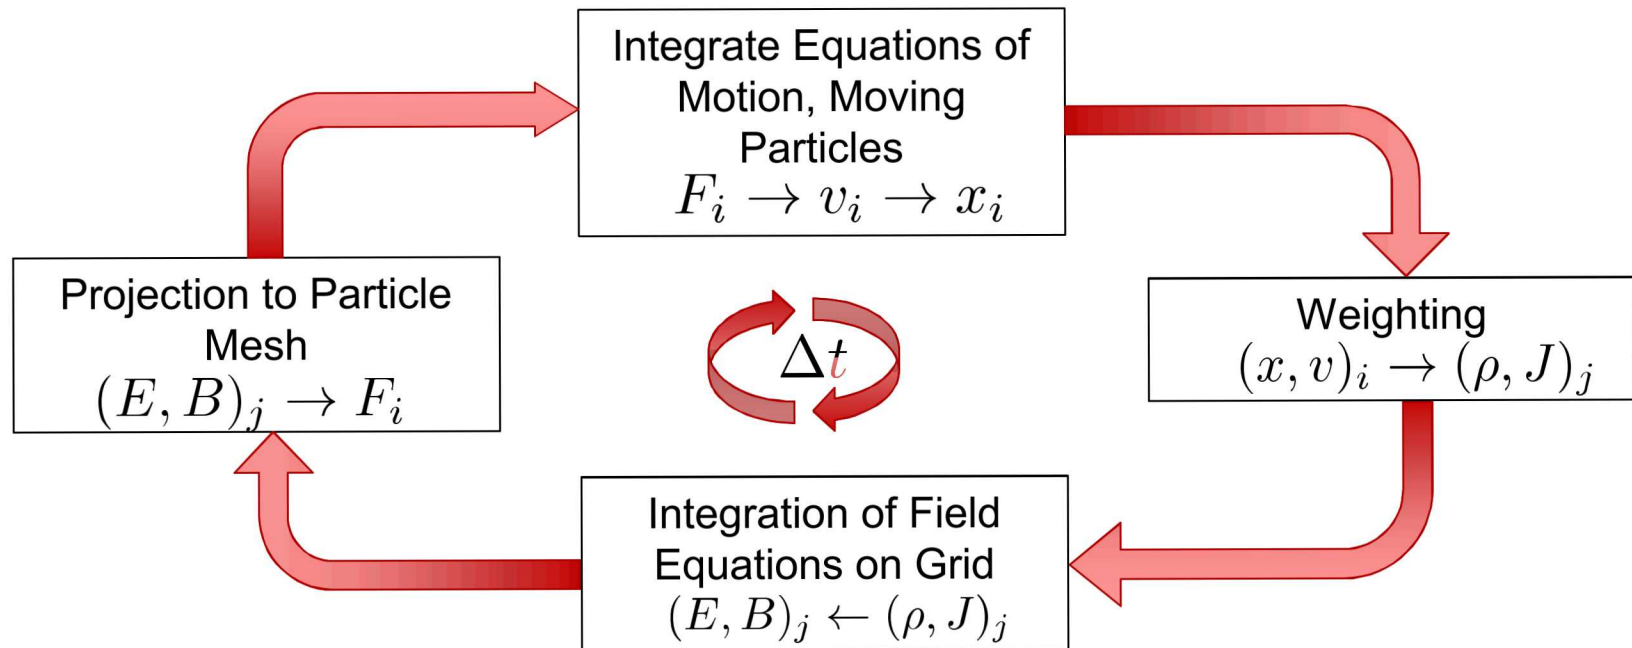 Integrate Equations of
Motion, Moving
Particles
F_i → v_i → x_i
Projection to Particle
Mesh
(E, B)_j → F_i
Δt
Weighting
(x, v)_i → (ρ, J)_j
Integration of Field
Equations on Grid
(E, B)_j ← (ρ, J)_j